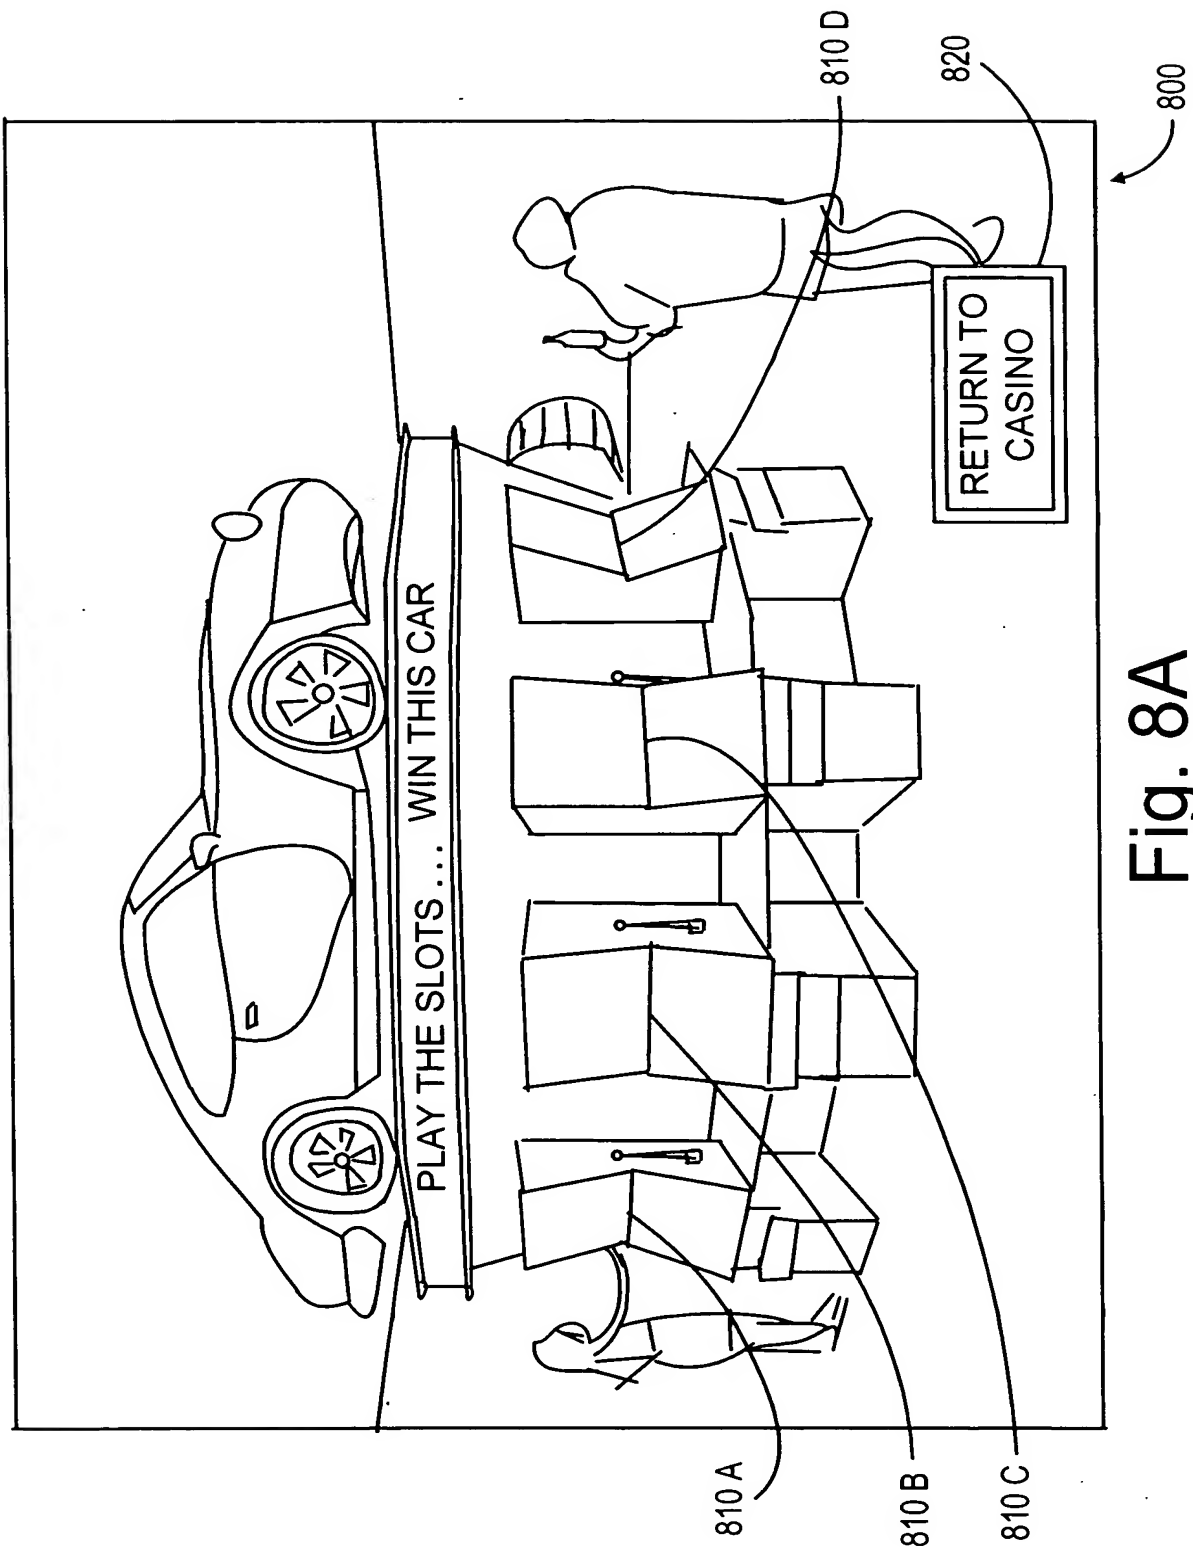 PLAY THE SLOTS.... WIN THIS CAR
RETURN TO
CASINO
810 A
810 B
810 C
810 D
820
800
Fig. 8A